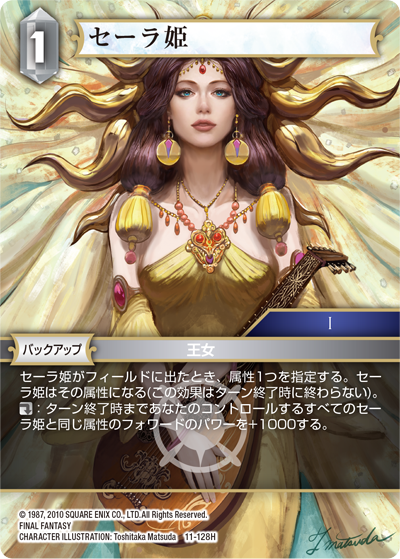 1
セーラ姫
I
バックアップ
王女
セーラ姫がフィールドに出たとき、属性1つを指定する。セー
ラ姫はその属性になる(この効果はターン終了時に終わらない)。
:ターン終了時まであなたのコントロールするすべてのセー
ラ姫と同じ属性のフォワードのパワーを+1000する。
© 1987, 2010 SQUARE ENIX CO., LTD.All Rights Reserved.
FINAL FANTASY
CHARACTER ILLUSTRATION: Toshitaka Matsuda
11-128H
T matsuda